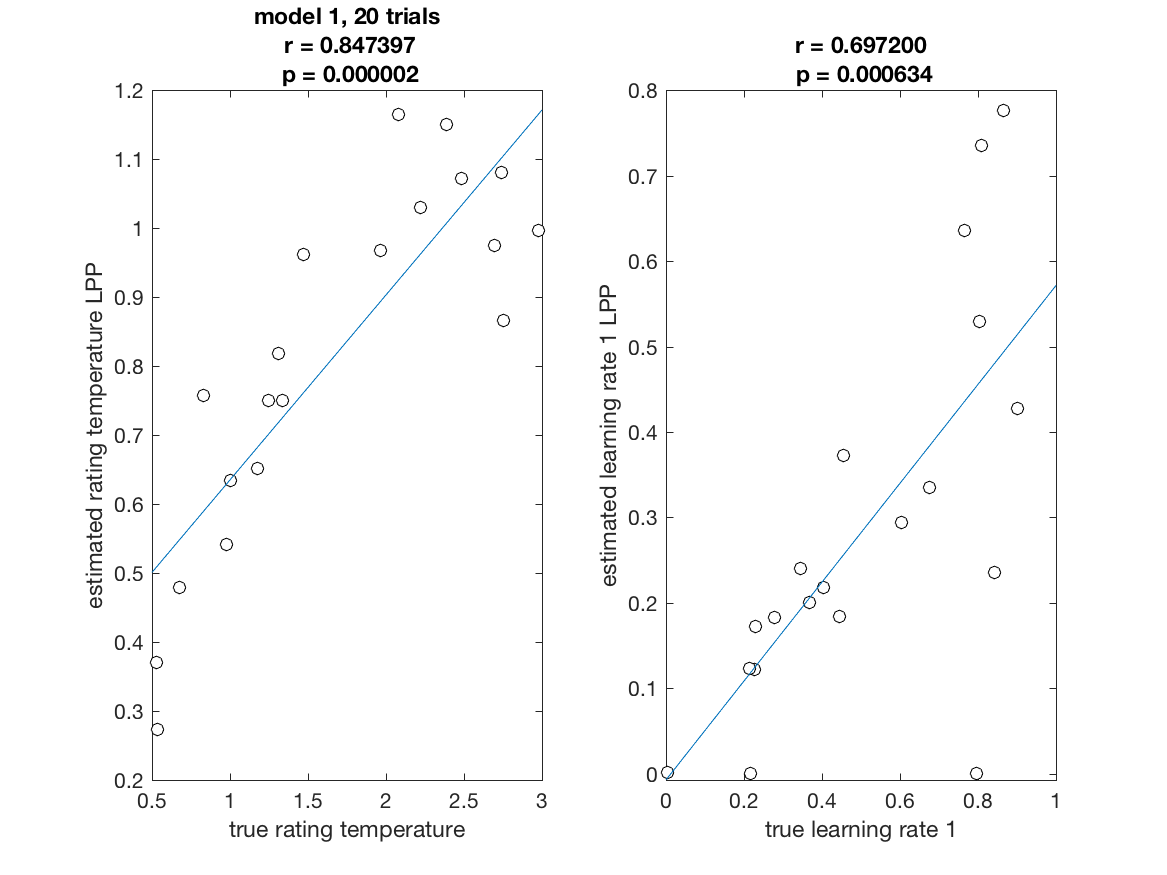 model 1, 20 trials
r = 0.847397
p = 0.000002
1.2
1.1
1
0.9
0.8
0.7
0.6
0.5
0.4
0.3
0.2
estimated rating temperature LPP
0.5 1 1.5 2 2.5 3
true rating temperature
r = 0.697200
p = 0.000634
0.8
0.7
0.6
0.5
0.4
0.3
0.2
0.1
0
estimated learning rate 1 LPP
0 0.2 0.4 0.6 0.8 1
true learning rate 1